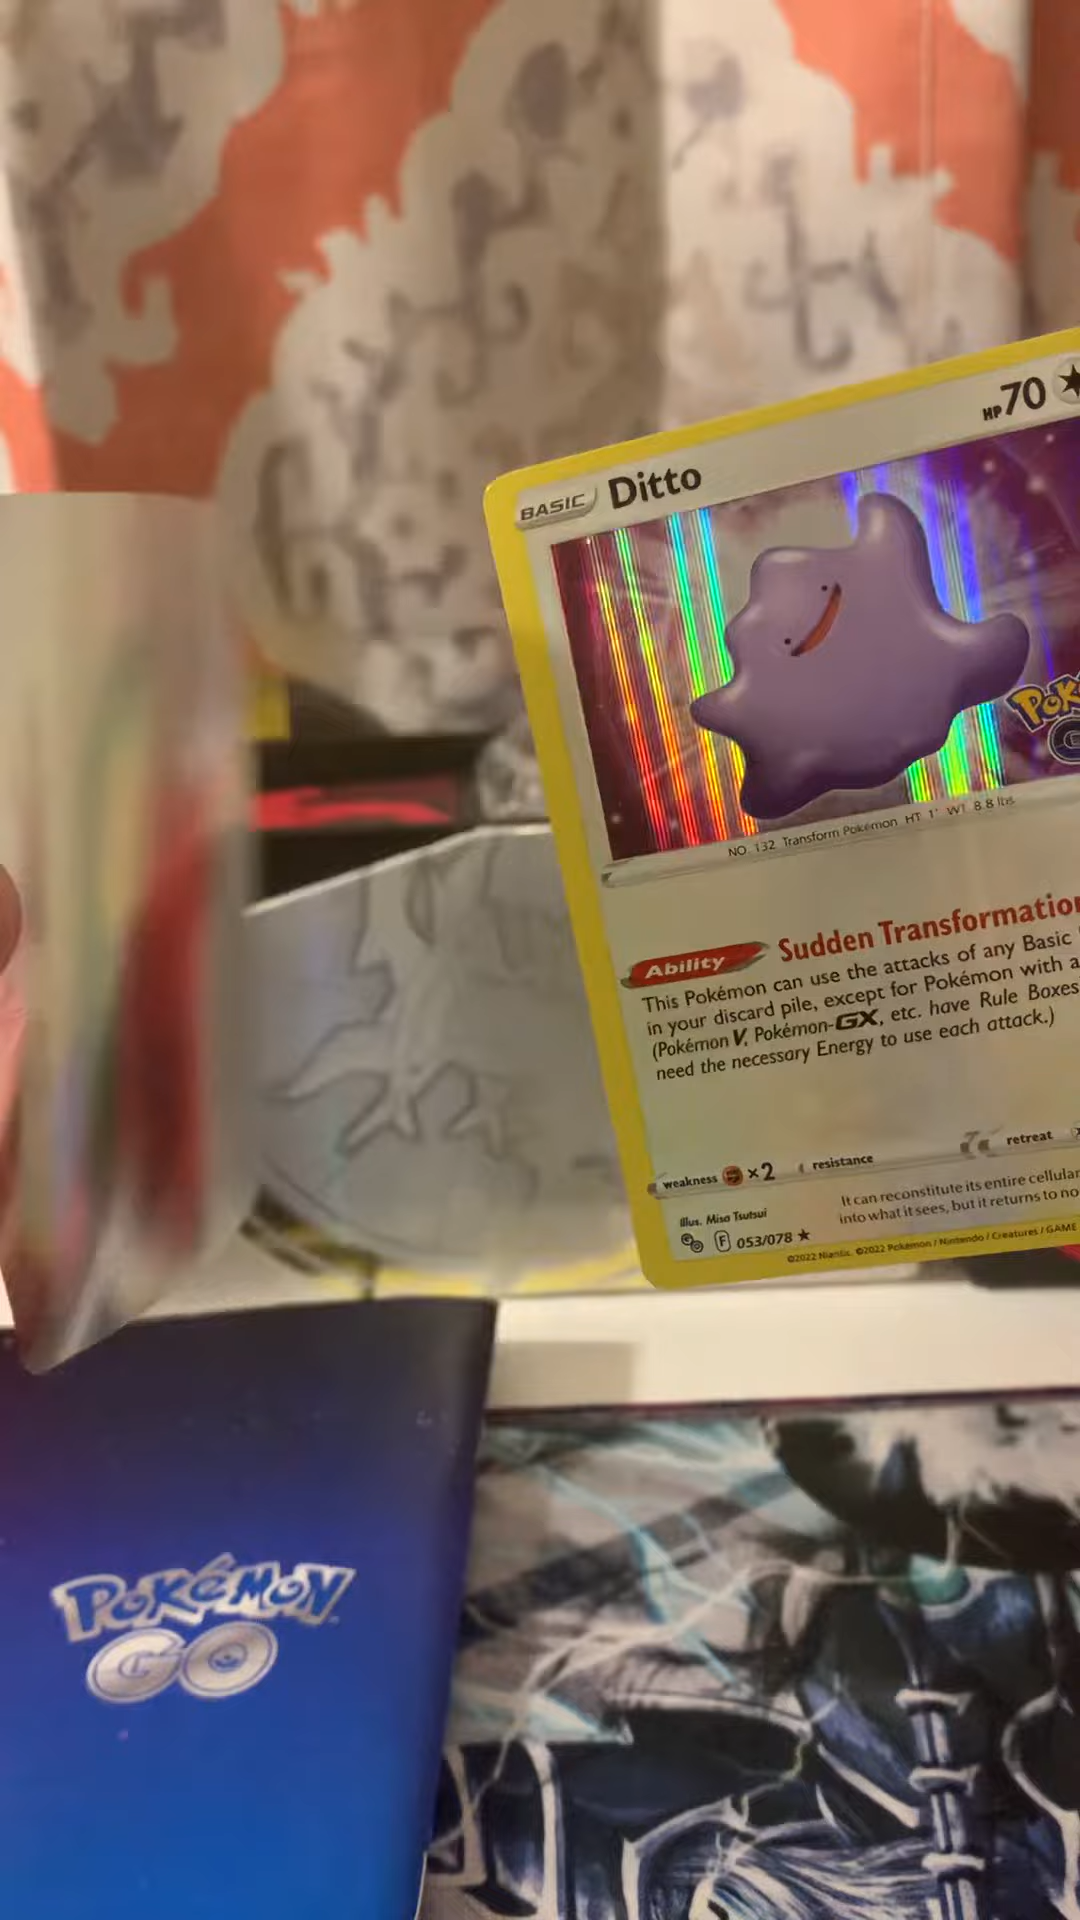 HP70
BASIC Ditto
POK
G
NO. 132 Transform Pokémon HT 1' WT 8.8 lbs
Ability Sudden Transformatio
This Pokémon can use the attacks of any Basic
in your discard pile, except for Pokémon with a
(Pokémon V, Pokémon-GX, etc. have Rule Boxes
need the necessary Energy to use each attack.)
weakness ×2 resistance retreat
It can reconstitute its entire cellular
into what it sees, but it returns to no
Illus. Misa Tsutsui
F 053/078 ★
©2022 Niantic. ©2022 Pokémon / Nintendo / Creatures / GAME
POKéMON
GO